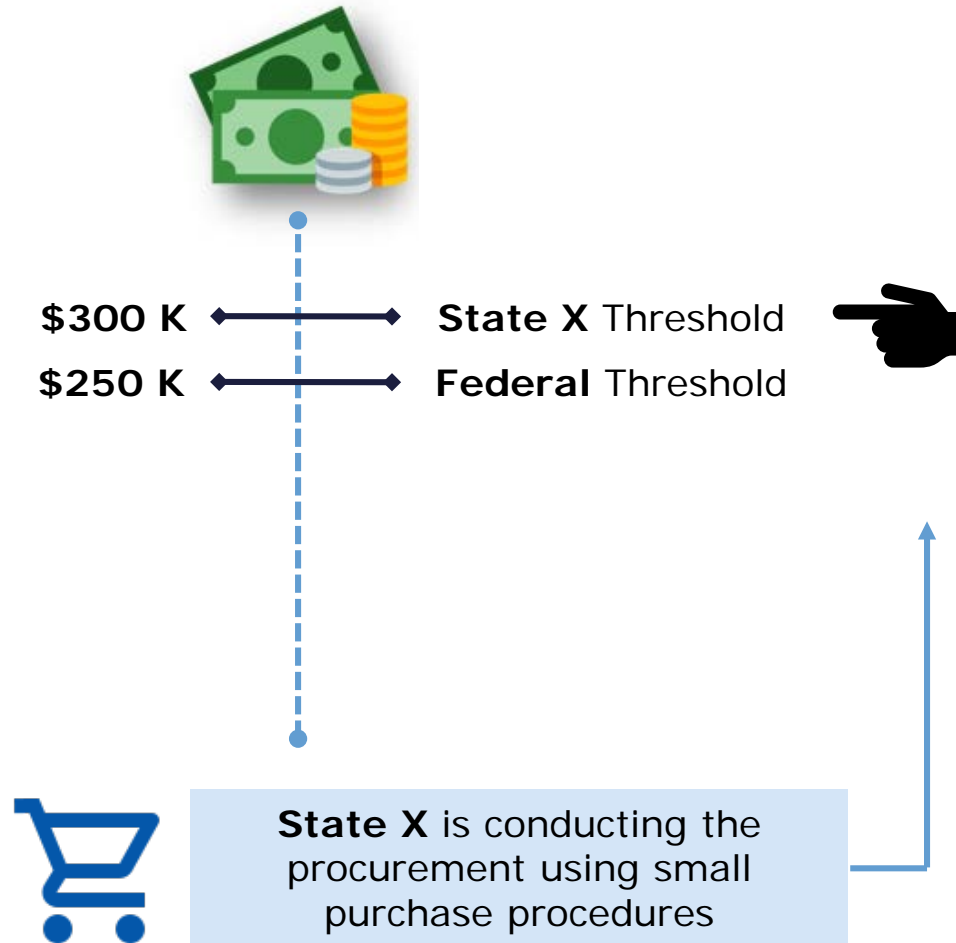 $300 K State X Threshold
$250 K Federal Threshold
State X is conducting the
procurement using small
purchase procedures